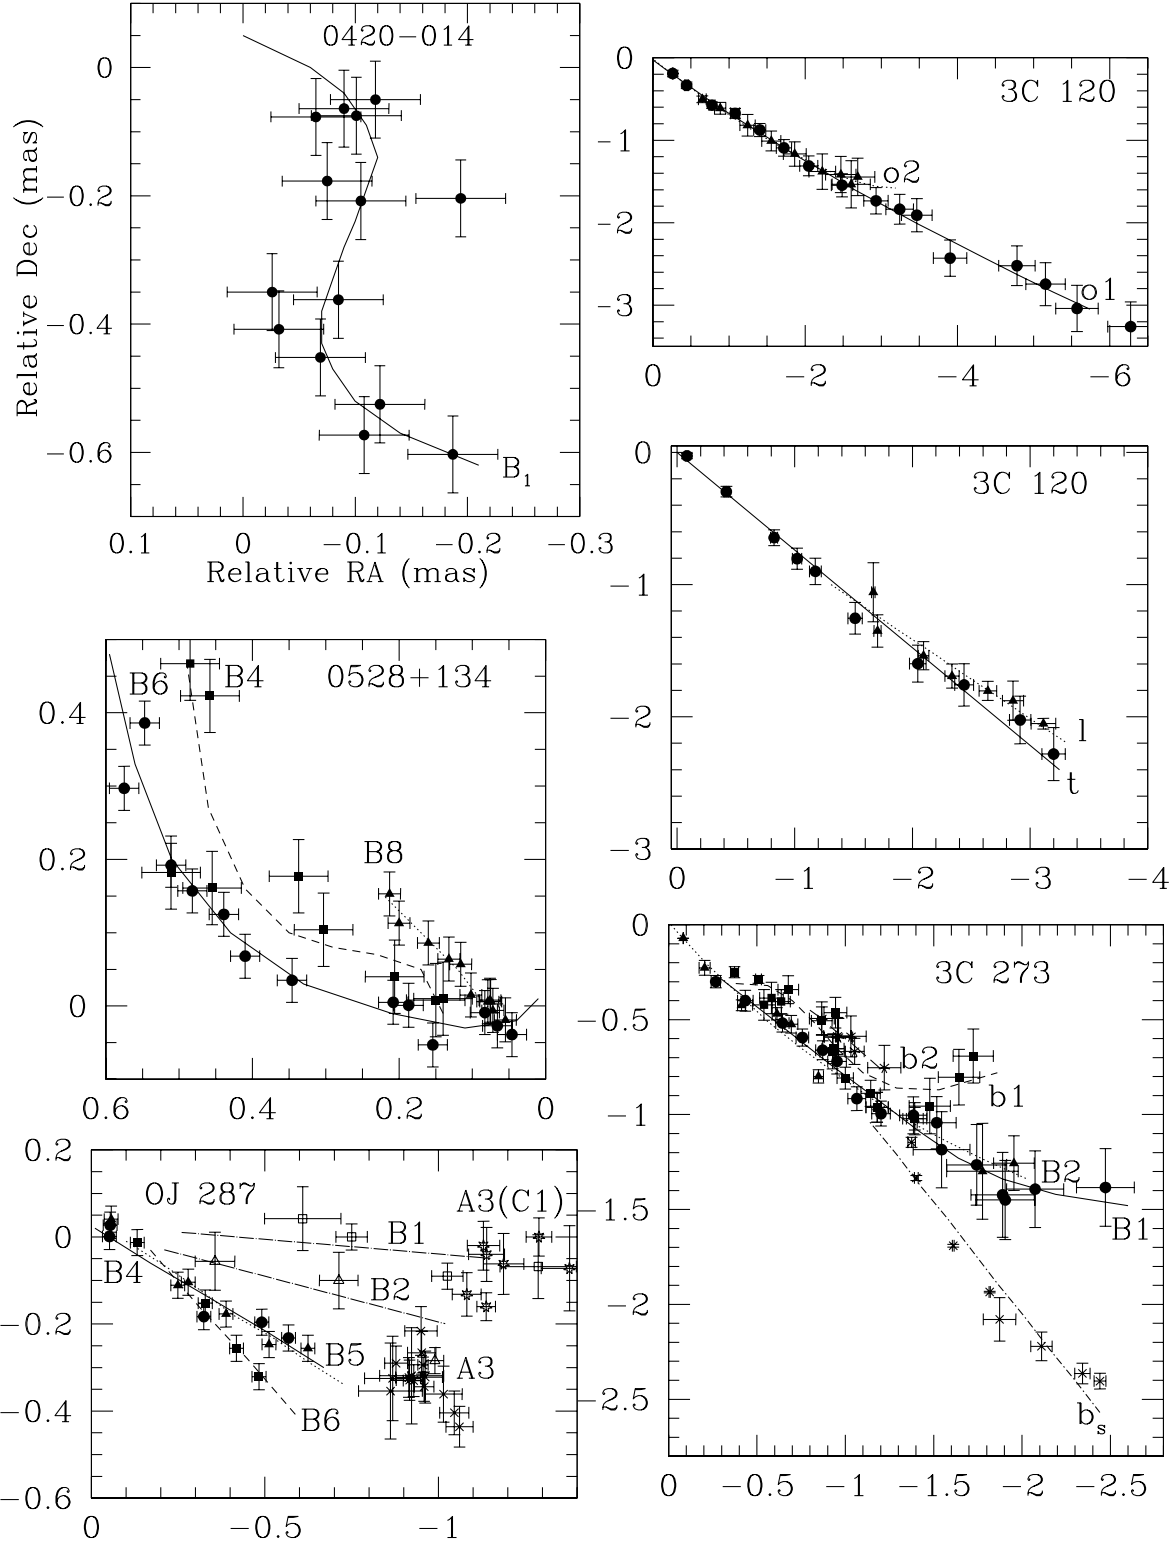 0420−014
0
−0.2
−0.4
−0.6
B1
0.1 0 −0.1 −0.2 −0.3
Relative RA (mas)
Relative Dec (mas)
3C 120
0
−1
−2
−3
o2
o1
0 −2 −4 −6
3C 120
0
−1
−2
−3
l
t
0 −1 −2 −3 −4
0528+134
B6
B4
B8
0.4
0.2
0
0.6 0.4 0.2 0
3C 273
0
−0.5
−1
−1.5
−2
−2.5
b2
b1
B2
B1
bs
0 −0.5 −1 −1.5 −2 −2.5
OJ 287
A3(C1)
B1
B2
B4
B5
A3
B6
0.2
0
−0.2
−0.4
−0.6
0 −0.5 −1